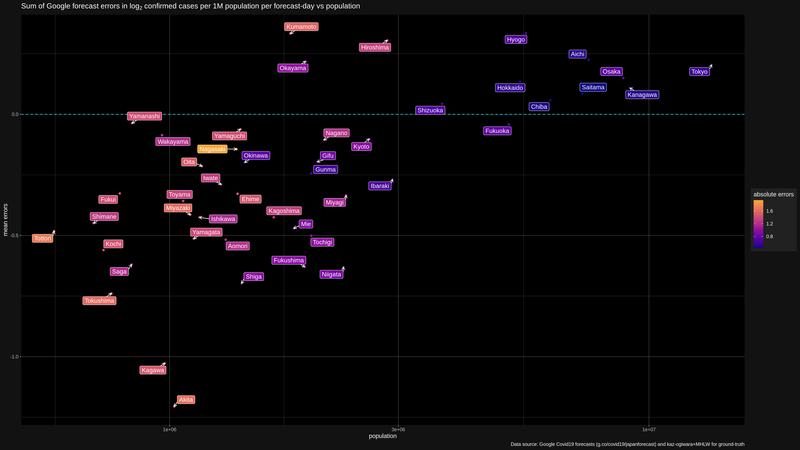 Sum of Google forecast errors in log2 confirmed cases per 1M population per forecast-day vs population
Kumamoto
Hyogo
Hiroshima
Aichi
Okayama
Osaka
Tokyo
Hokkaido
Saitama
Kanagawa
Chiba
Shizuoka
0.0
Yamanashi
Fukuoka
Yamaguchi
Nagano
Wakayama
Kyoto
Nagasaki
Okinawa
Gifu
Oita
Gunma
Iwate
Ibaraki
absolute errors
Toyama
Fukui
Ehime
Miyagi
1.6
Miyazaki
Kagoshima
1.2
Shimane
Ishikawa
mean errors
Mie
0.8
Yamagata
-0.5
Tottori
Kochi
Aomori
Tochigi
Fukushima
Saga
Shiga
Niigata
Tokushima
-1.0
Kagawa
Akita
1e+06
3e+06
1e+07
population
Data source: Google Covid19 forecasts (g.co/covid19/japanforecast) and kaz-ogiwara+MHLW for ground-truth